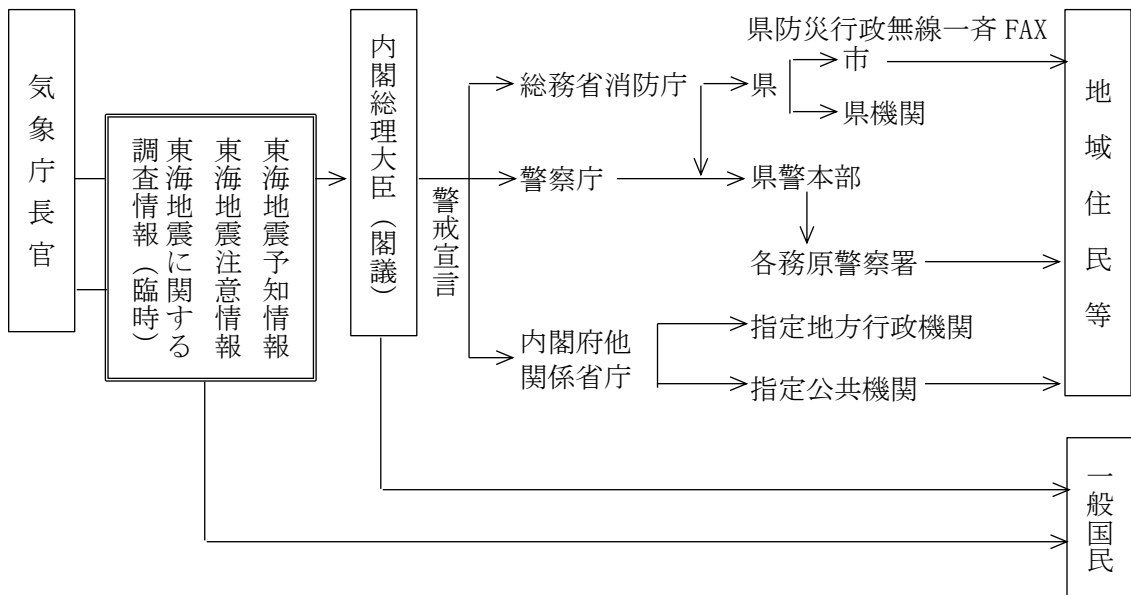 気象庁長官
東海地震予知情報
東海地震注意情報
東海地震に関する
調査情報（臨時）
内閣総理大臣（閣議）
警戒宣言
県防災行政無線一斉 FAX
総務省消防庁
県
市
県機関
警察庁
県警本部
各務原警察署
内閣府他
関係省庁
指定地方行政機関
指定公共機関
地域住民等
一般国民